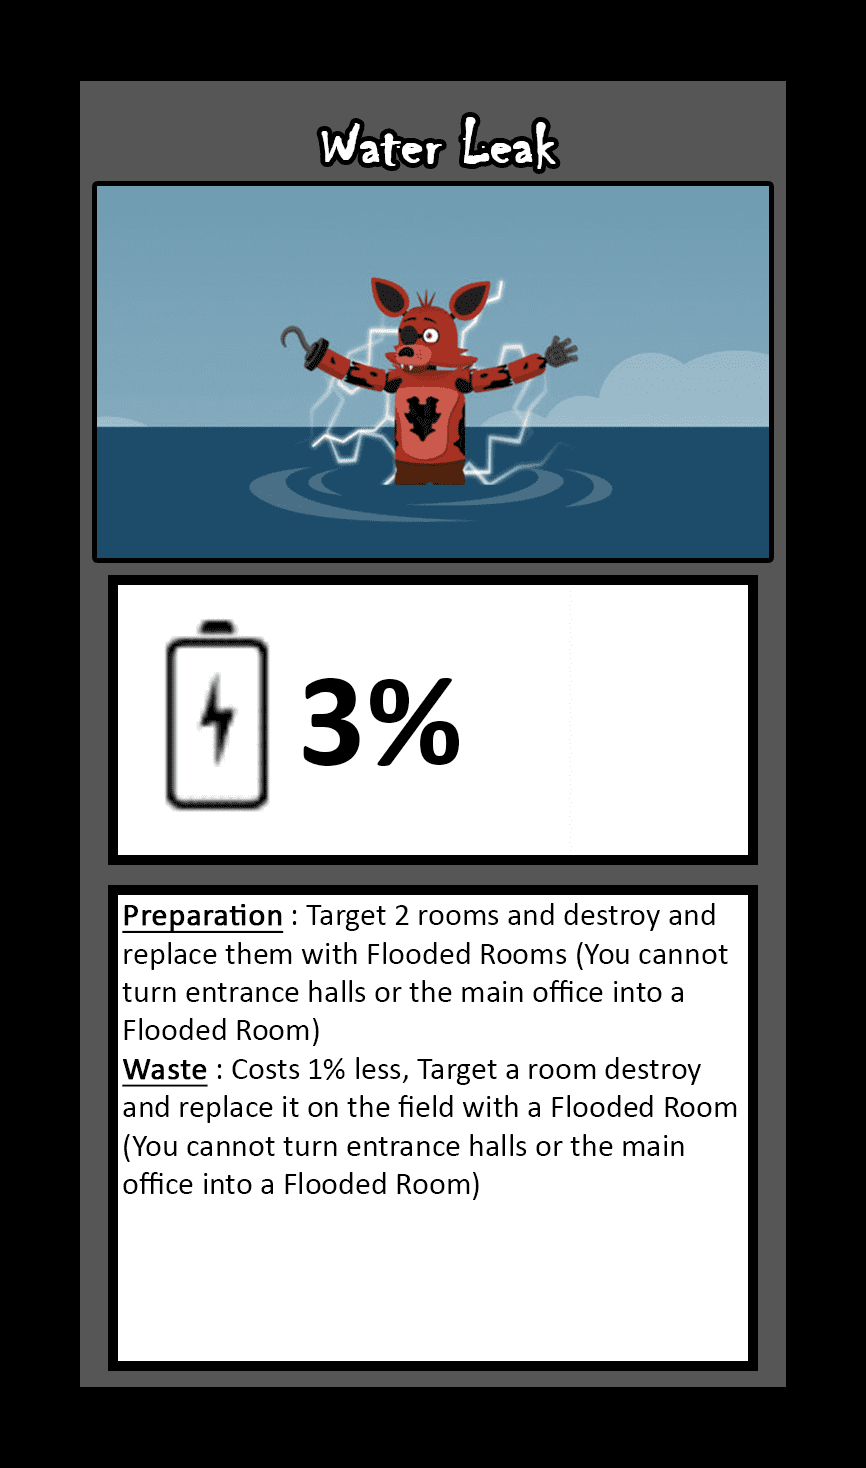 Water Leak
3%
Preparation : Target 2 rooms and destroy and
replace them with Flooded Rooms (You cannot
turn entrance halls or the main office into a
Flooded Room)
Waste : Costs 1% less, Target a room destroy
and replace it on the field with a Flooded Room
(You cannot turn entrance halls or the main
office into a Flooded Room)